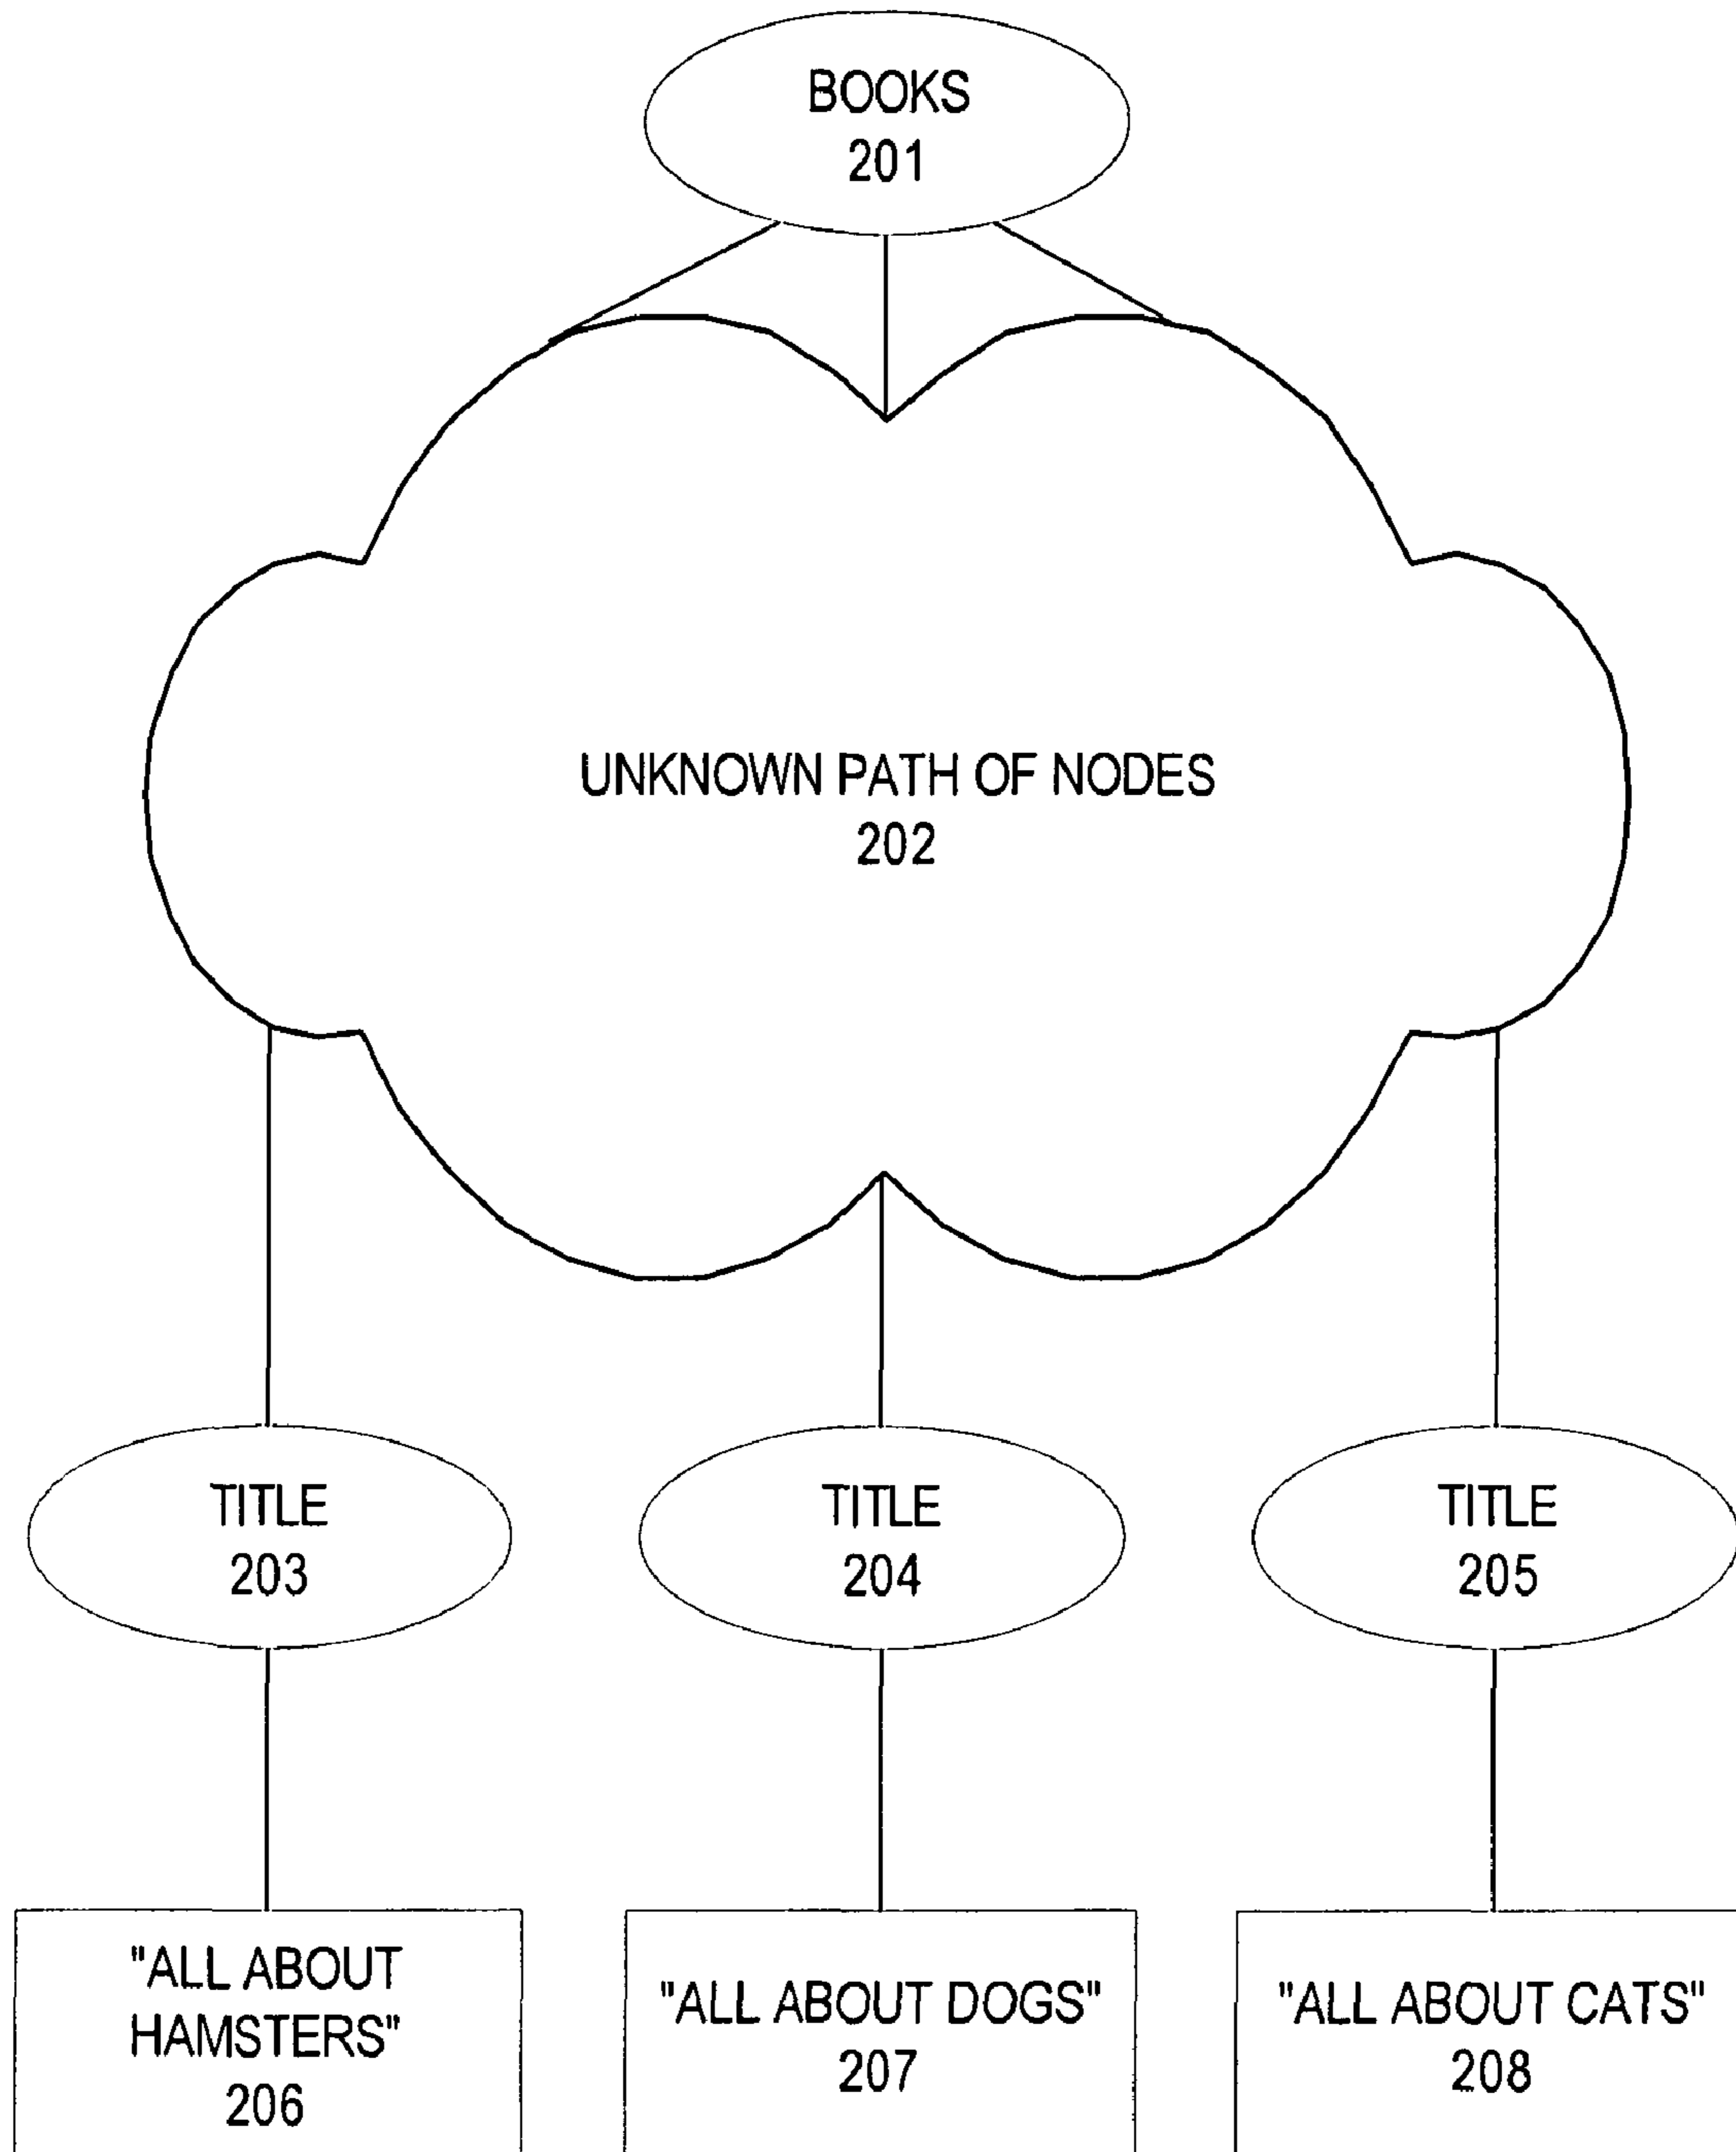 BOOKS
201
UNKNOWN PATH OF NODES
202
TITLE
203
TITLE
204
TITLE
205
"ALL ABOUT
HAMSTERS"
206
"ALL ABOUT DOGS"
207
"ALL ABOUT CATS"
208